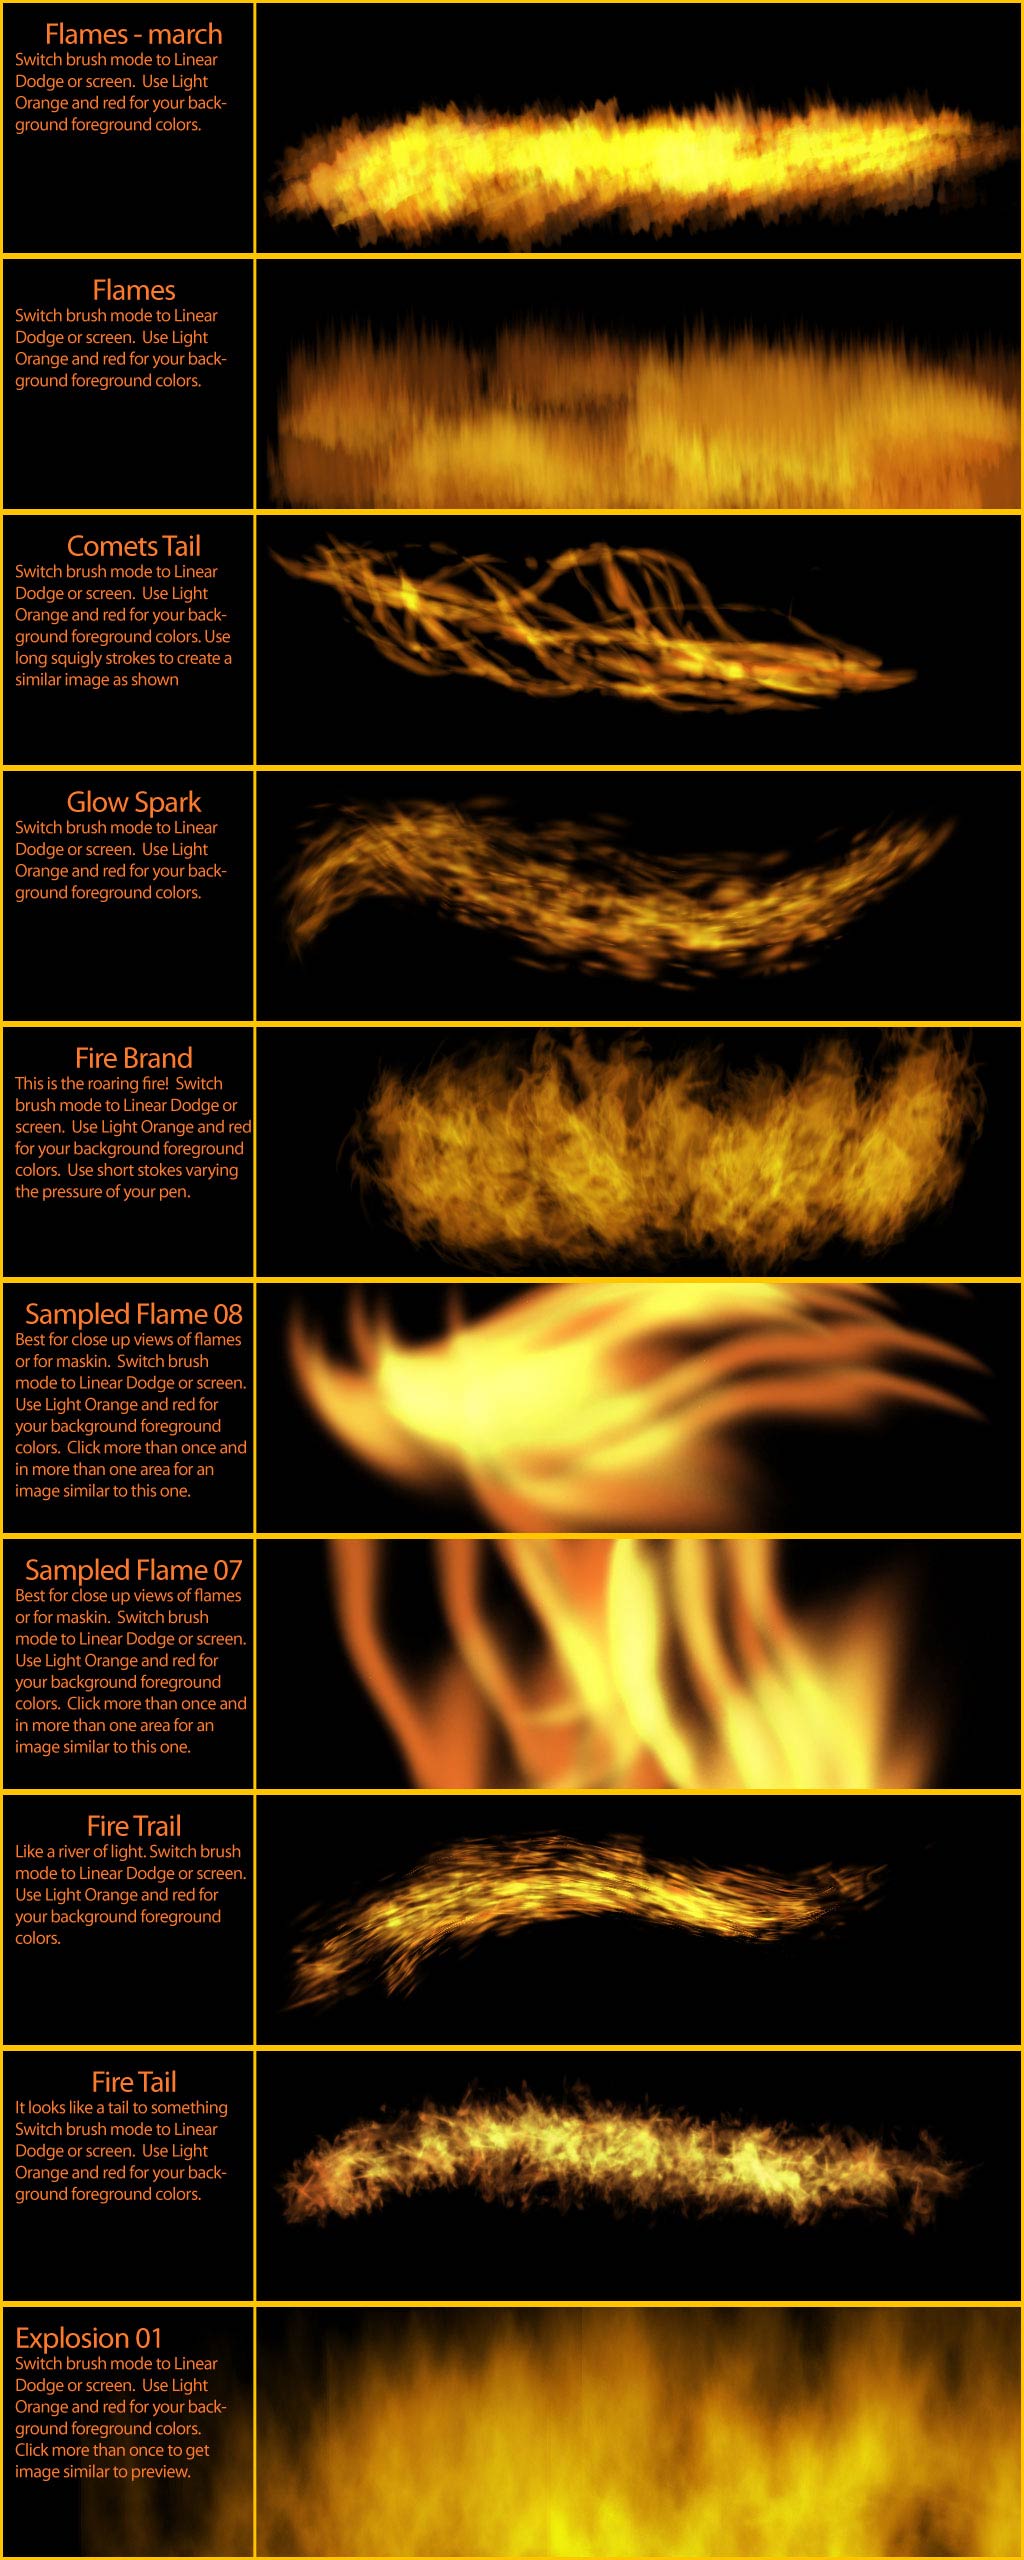 Flames - march
Switch brush mode to Linear
Dodge or screen.  Use Light
Orange and red for your back-
ground foreground colors.
Flames
Switch brush mode to Linear
Dodge or screen.  Use Light
Orange and red for your back-
ground foreground colors.
Comets Tail
Switch brush mode to Linear
Dodge or screen.  Use Light
Orange and red for your back-
ground foreground colors. Use
long squigly strokes to create a
similar image as shown
Glow Spark
Switch brush mode to Linear
Dodge or screen.  Use Light
Orange and red for your back-
ground foreground colors.
Fire Brand
This is the roaring fire!  Switch
brush mode to Linear Dodge or
screen.  Use Light Orange and red
for your background foreground
colors.  Use short stokes varying
the pressure of your pen.
Sampled Flame 08
Best for close up views of flames
or for maskin.  Switch brush
mode to Linear Dodge or screen.
Use Light Orange and red for
your background foreground
colors.  Click more than once and
in more than one area for an
image similar to this one.
Sampled Flame 07
Best for close up views of flames
or for maskin.  Switch brush
mode to Linear Dodge or screen.
Use Light Orange and red for
your background foreground
colors.  Click more than once and
in more than one area for an
image similar to this one.
Fire Trail
Like a river of light. Switch brush
mode to Linear Dodge or screen.
Use Light Orange and red for
your background foreground
colors.
Fire Tail
It looks like a tail to something
Switch brush mode to Linear
Dodge or screen.  Use Light
Orange and red for your back-
ground foreground colors.
Explosion 01
Switch brush mode to Linear
Dodge or screen.  Use Light
Orange and red for your back-
ground foreground colors.
Click more than once to get
image similar to preview.